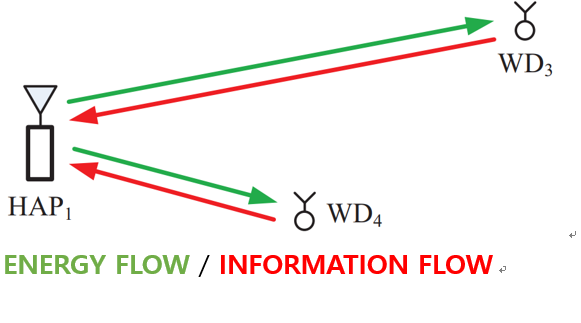 WD₃
HAP₁
WD₄
ENERGY FLOW / INFORMATION FLOW